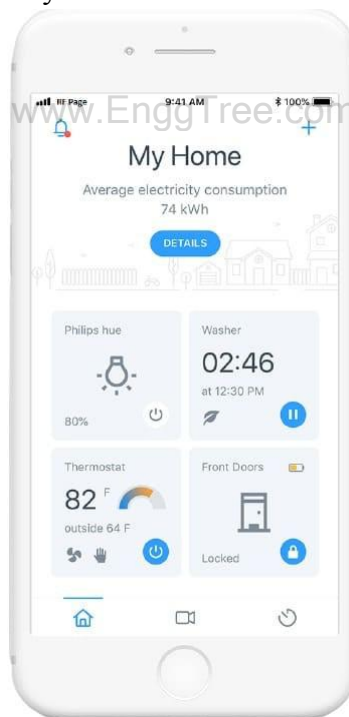 RF Page
9:41 AM
100%
www.EnggTree.com
My Home
Average electricity consumption
74 kWh
DETAILS
Philips hue
80%
Washer
02:46
at 12:30 PM
Thermostat
82 F
outside 64 F
Front Doors
Locked